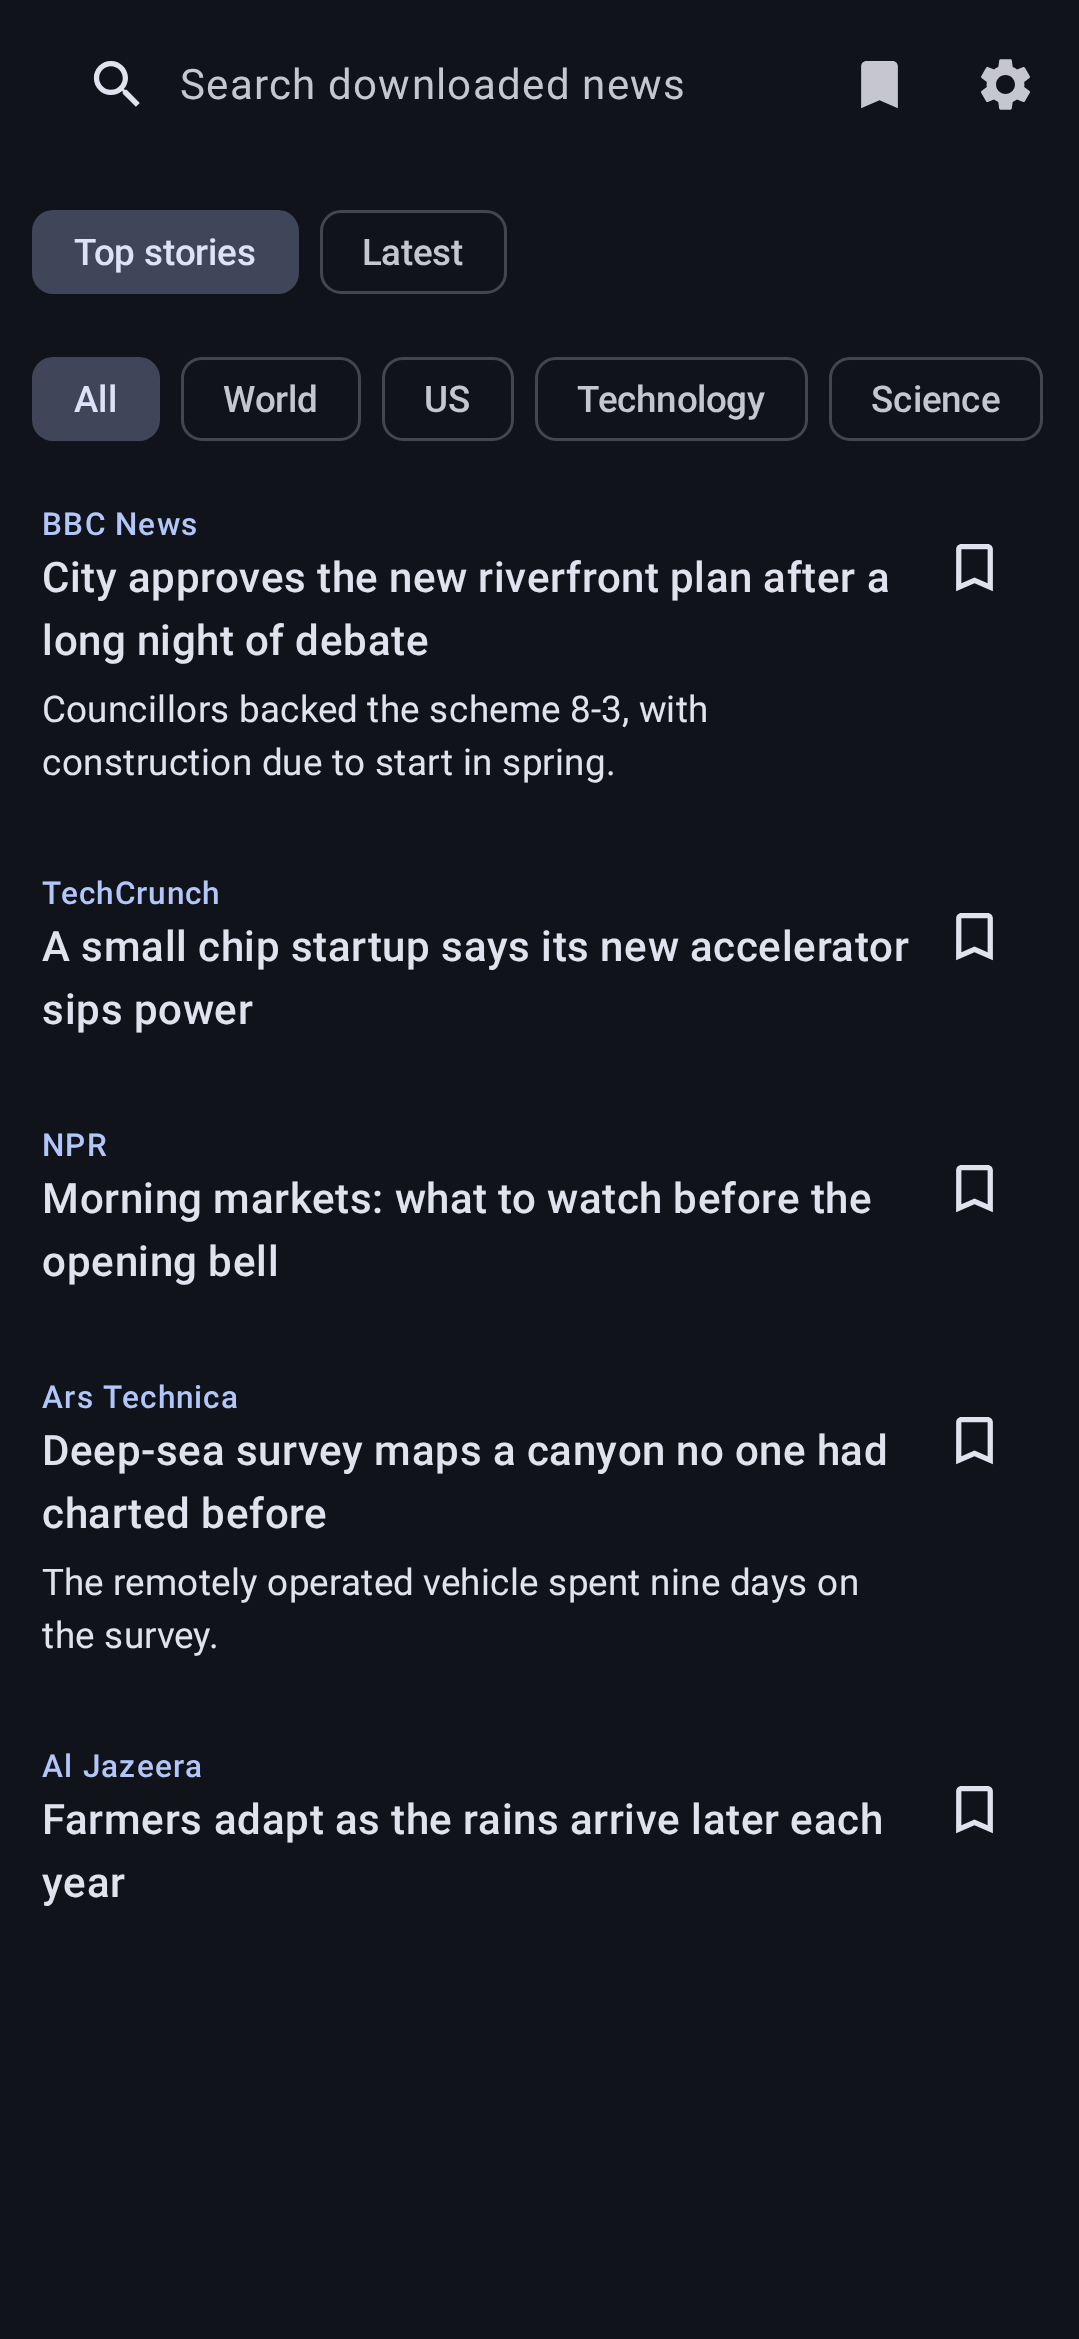 Search downloaded news
Top stories
Latest
All
World
US
Technology
Science
BBC News
City approves the new riverfront plan after a
long night of debate
Councillors backed the scheme 8-3, with
construction due to start in spring.
TechCrunch
A small chip startup says its new accelerator
sips power
NPR
Morning markets: what to watch before the
opening bell
Ars Technica
Deep-sea survey maps a canyon no one had
charted before
The remotely operated vehicle spent nine days on
the survey.
Al Jazeera
Farmers adapt as the rains arrive later each
year